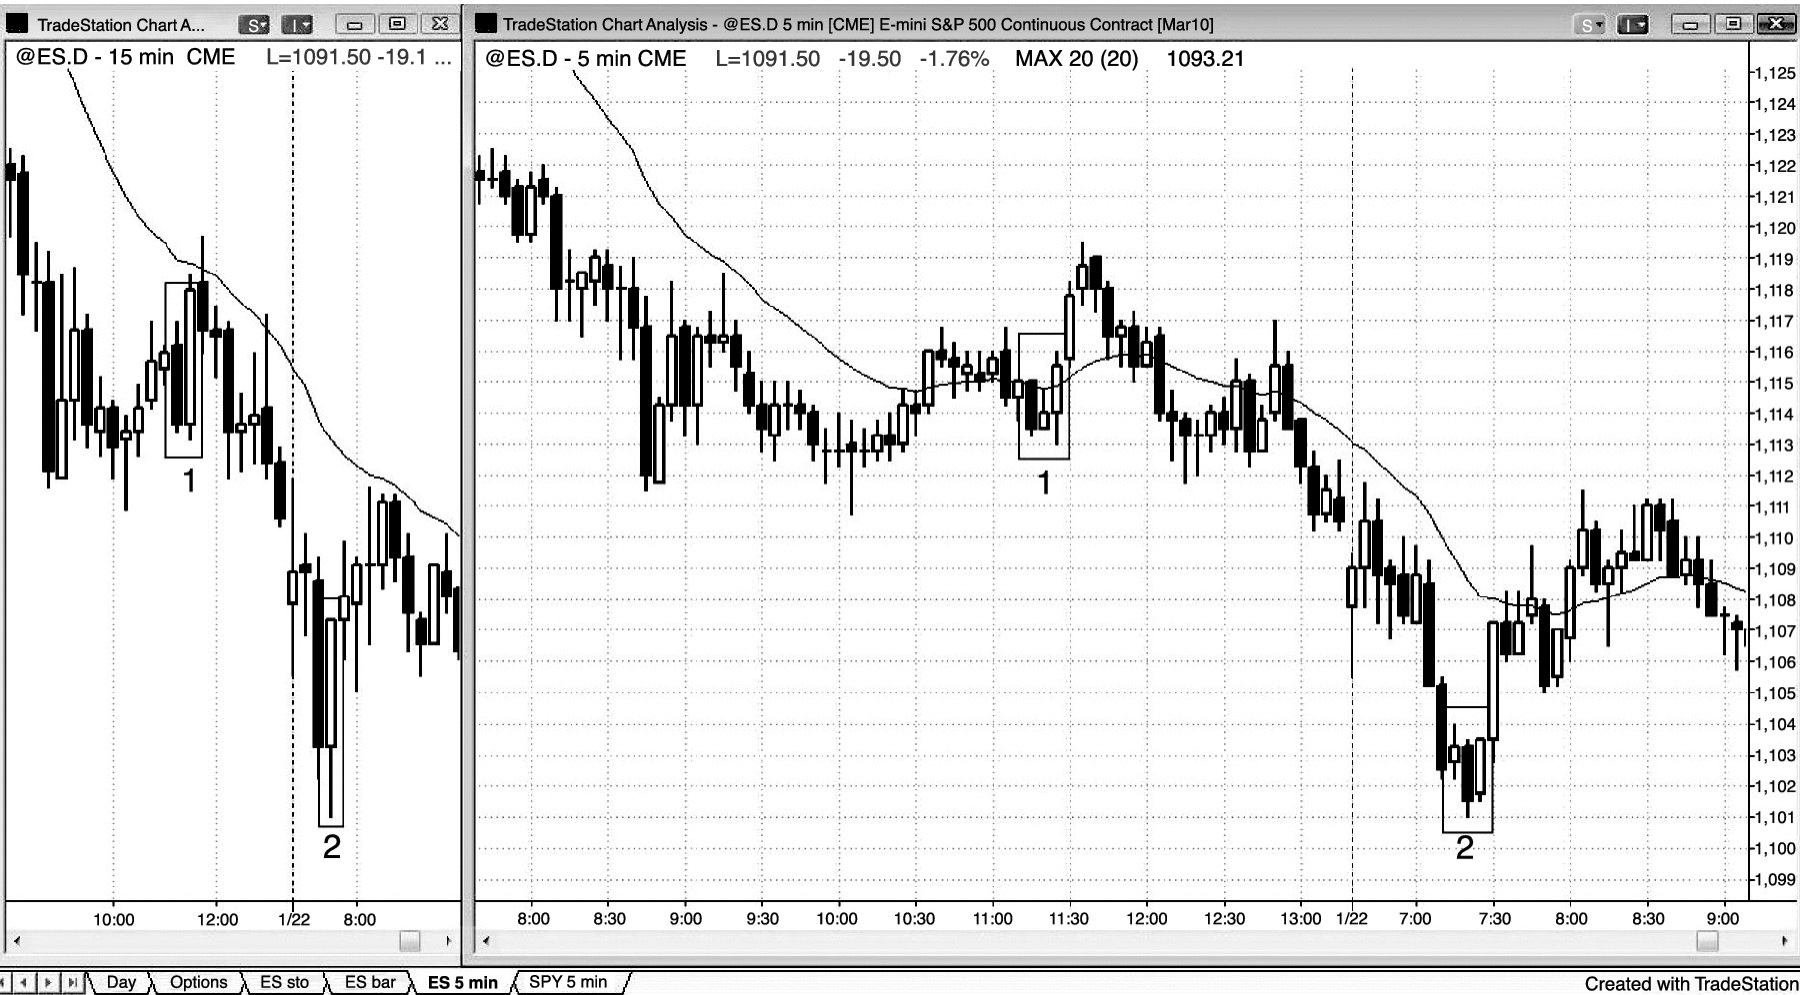 TradeStation Chart A...
S
I
@ES.D - 15 min CME L=1091.50 -19.1 ...
1
2
10:00 12:00 1/22 8:00
TradeStation Chart Analysis - @ES.D 5 min [CME] E-mini S&P 500 Continuous Contract [Mar10]
S
I
@ES.D - 5 min CME L=1091.50 -19.50 -1.76% MAX 20 (20) 1093.21
1,125
1,124
1,123
1,122
1,121
1,120
1,119
1,118
1,117
1,116
1,115
1,114
1,113
1,112
1,111
1,110
1,109
1,108
1,107
1,106
1,105
1,104
1,103
1,102
1,101
1,100
1,099
1
2
8:00 8:30 9:00 9:30 10:00 10:30 11:00 11:30 12:00 12:30 13:00 1/22 7:00 7:30 8:00 8:30 9:00
Day Options ES sto ES bar ES 5 min SPY 5 min
Created with TradeStation